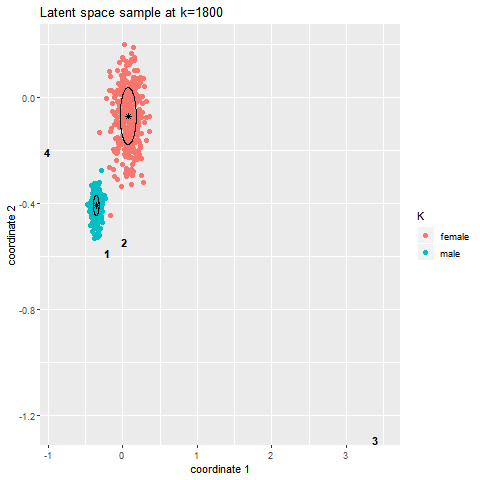 Latent space sample at k=1800
0.0
-0.4
-0.8
-1.2
coordinate 2
4
2
1
3
-1
0
1
2
3
coordinate 1
K
female
male